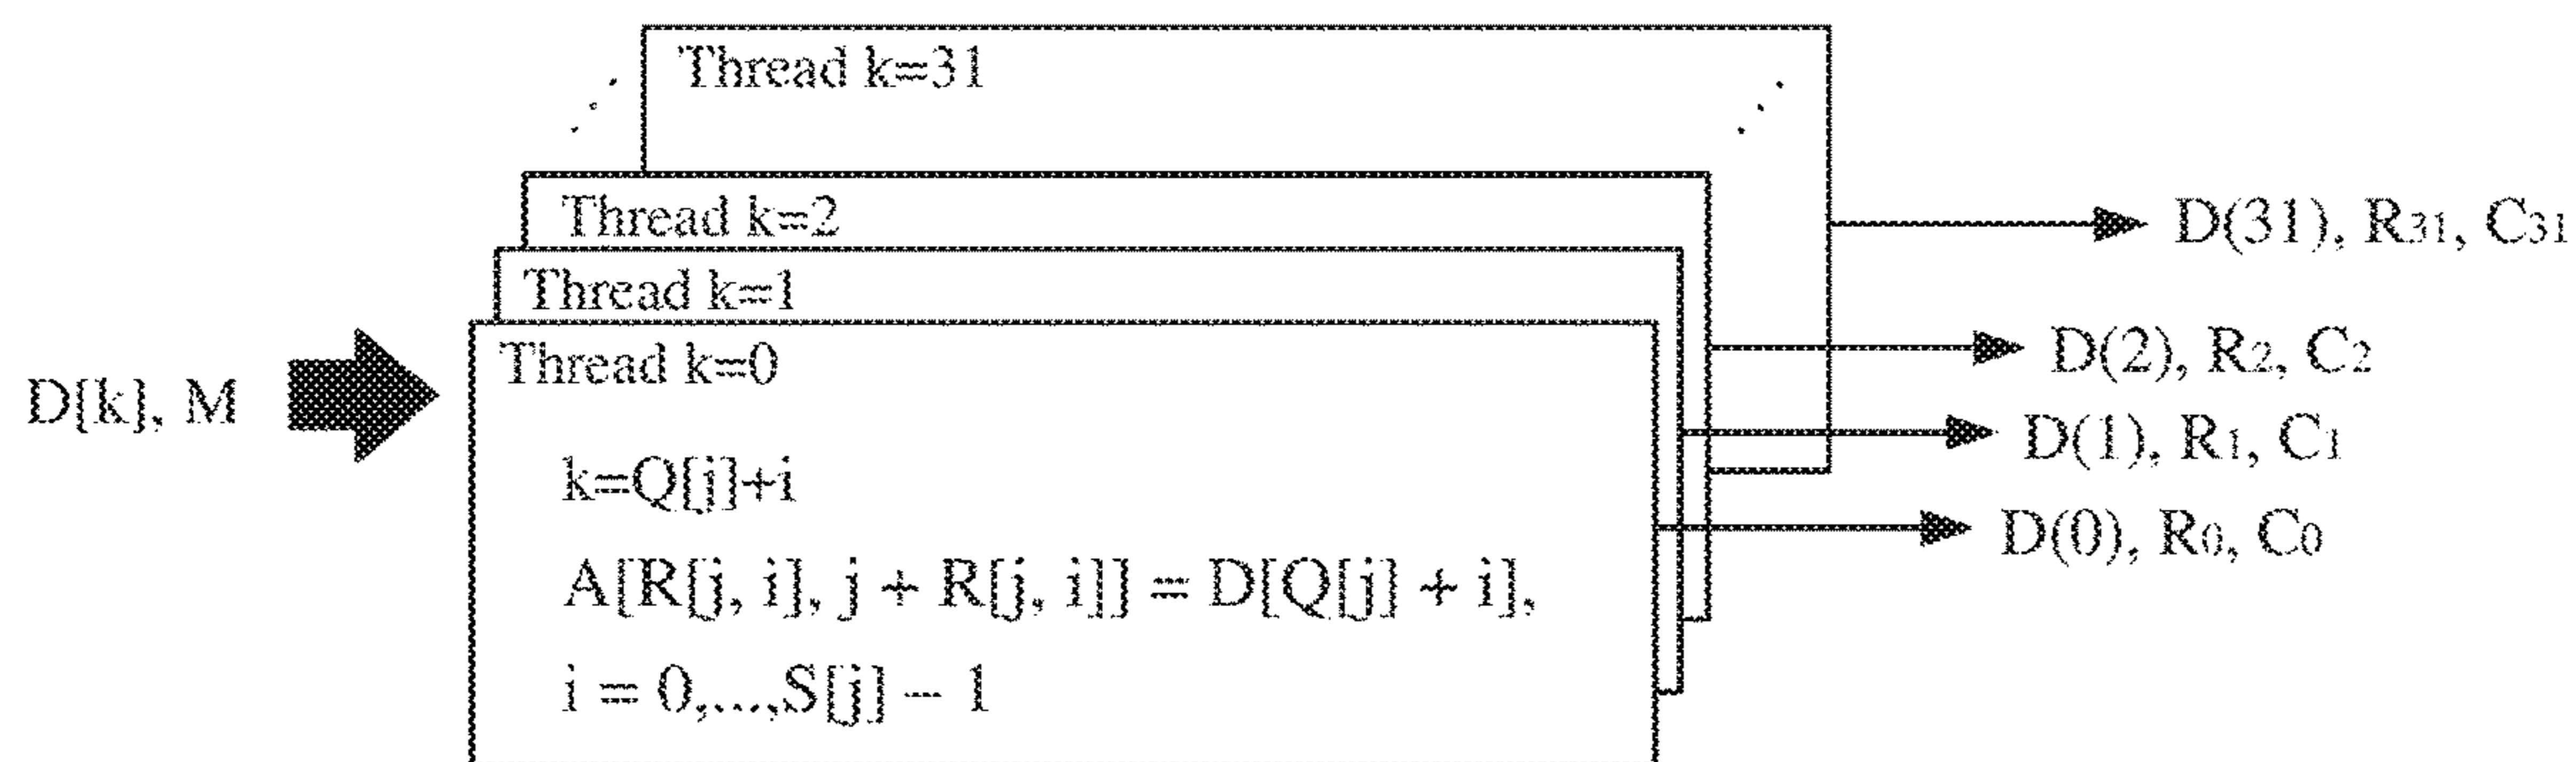 Thread k=31
Thread k=2
Thread k=1
Thread k=0
D[k], M
k=Q[j]+i
A[R[j, i], j + R[j, i]] = D[Q[j] + i],
i = 0,...,S[j] – 1
D(31), R31, C31
D(2), R2, C2
D(1), R1, C1
D(0), R0, C0